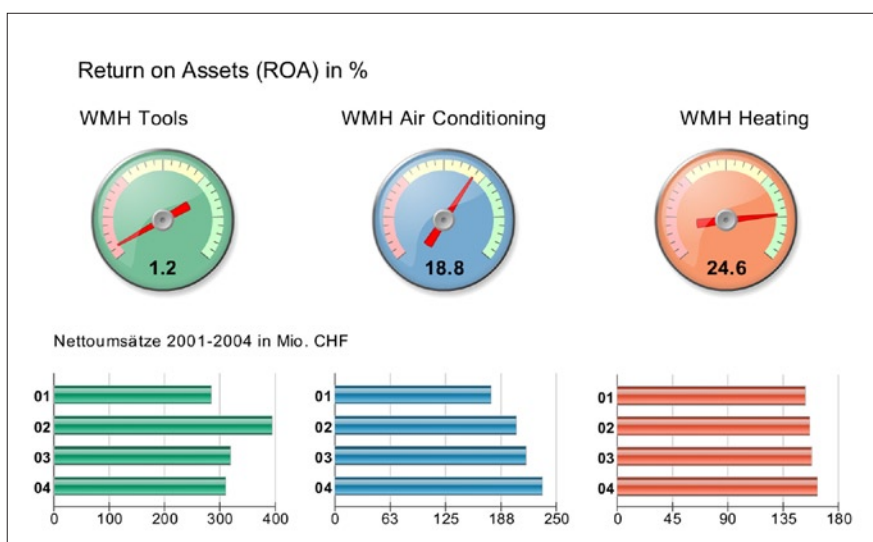 Return on Assets (ROA) in %
WMH Tools WMH Air Conditioning WMH Heating
1.2 18.8 24.6
Nettoumsätze 2001-2004 in Mio. CHF
01 01 01
02 02 02
03 03 03
04 04 04
0 100 200 300 400 0 63 125 188 250 0 45 90 135 180